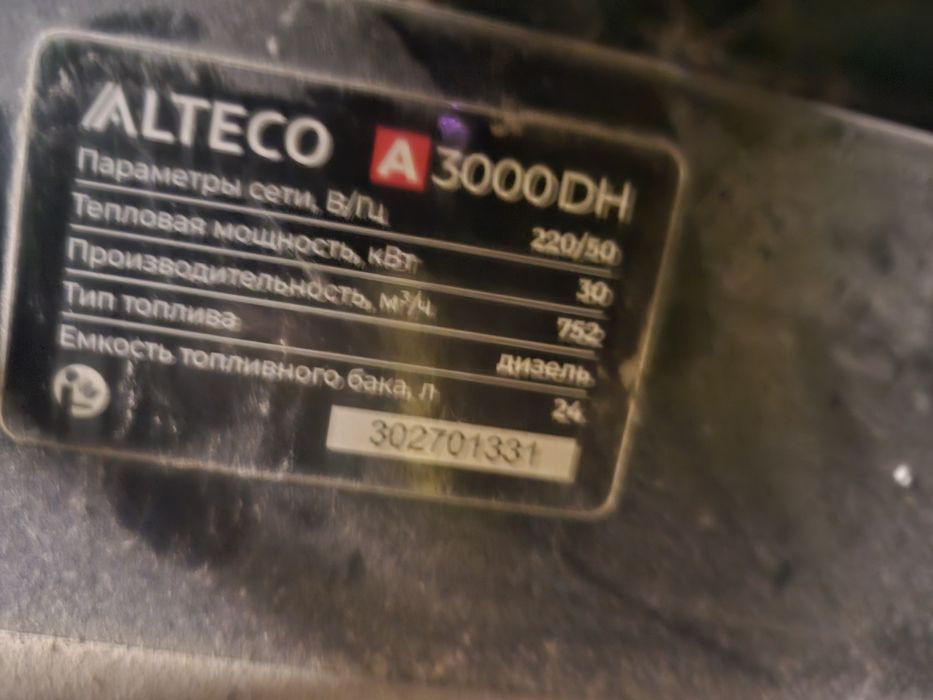 ALTECO A 3000DH
Параметры сети, В/Гц 220/50
Тепловая мощность, кВт 30
Производительность, м³/ч 752
Тип топлива дизель
Емкость топливного бака, л 24
302701331